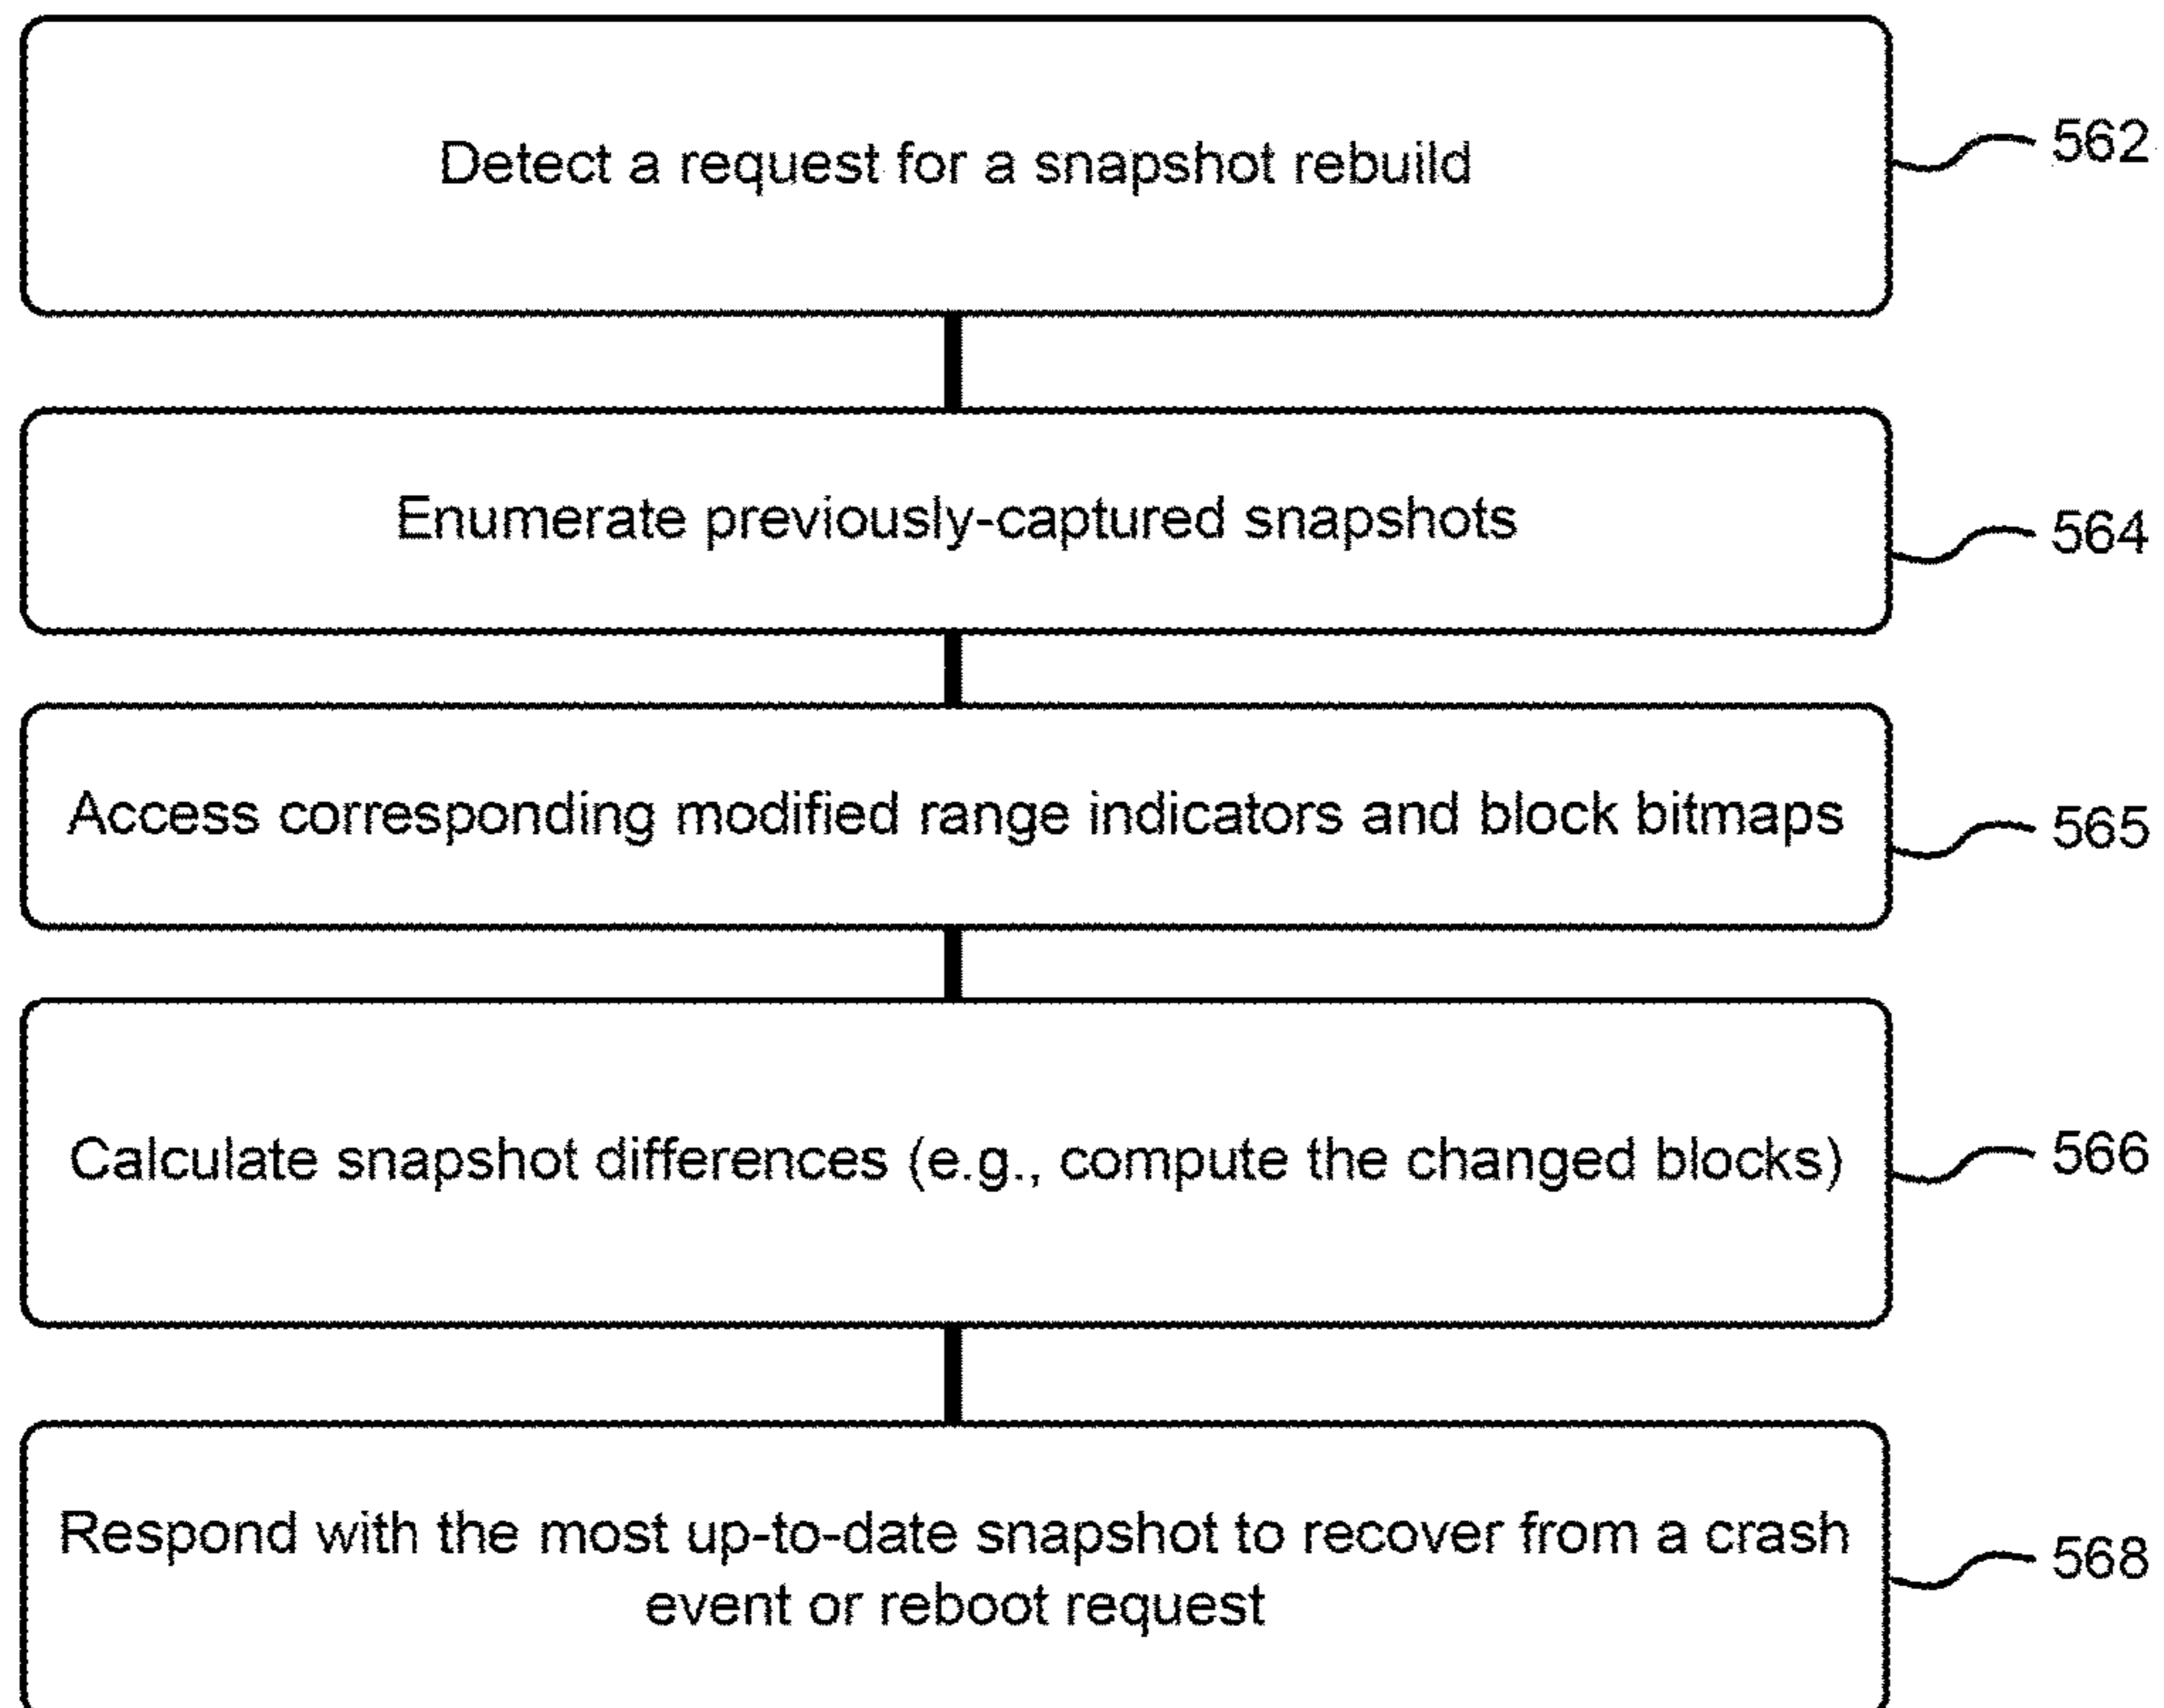 Detect a request for a snapshot rebuild
562
Enumerate previously-captured snapshots
564
Access corresponding modified range indicators and block bitmaps
565
Calculate snapshot differences (e.g., compute the changed blocks)
566
Respond with the most up-to-date snapshot to recover from a crash
event or reboot request
568